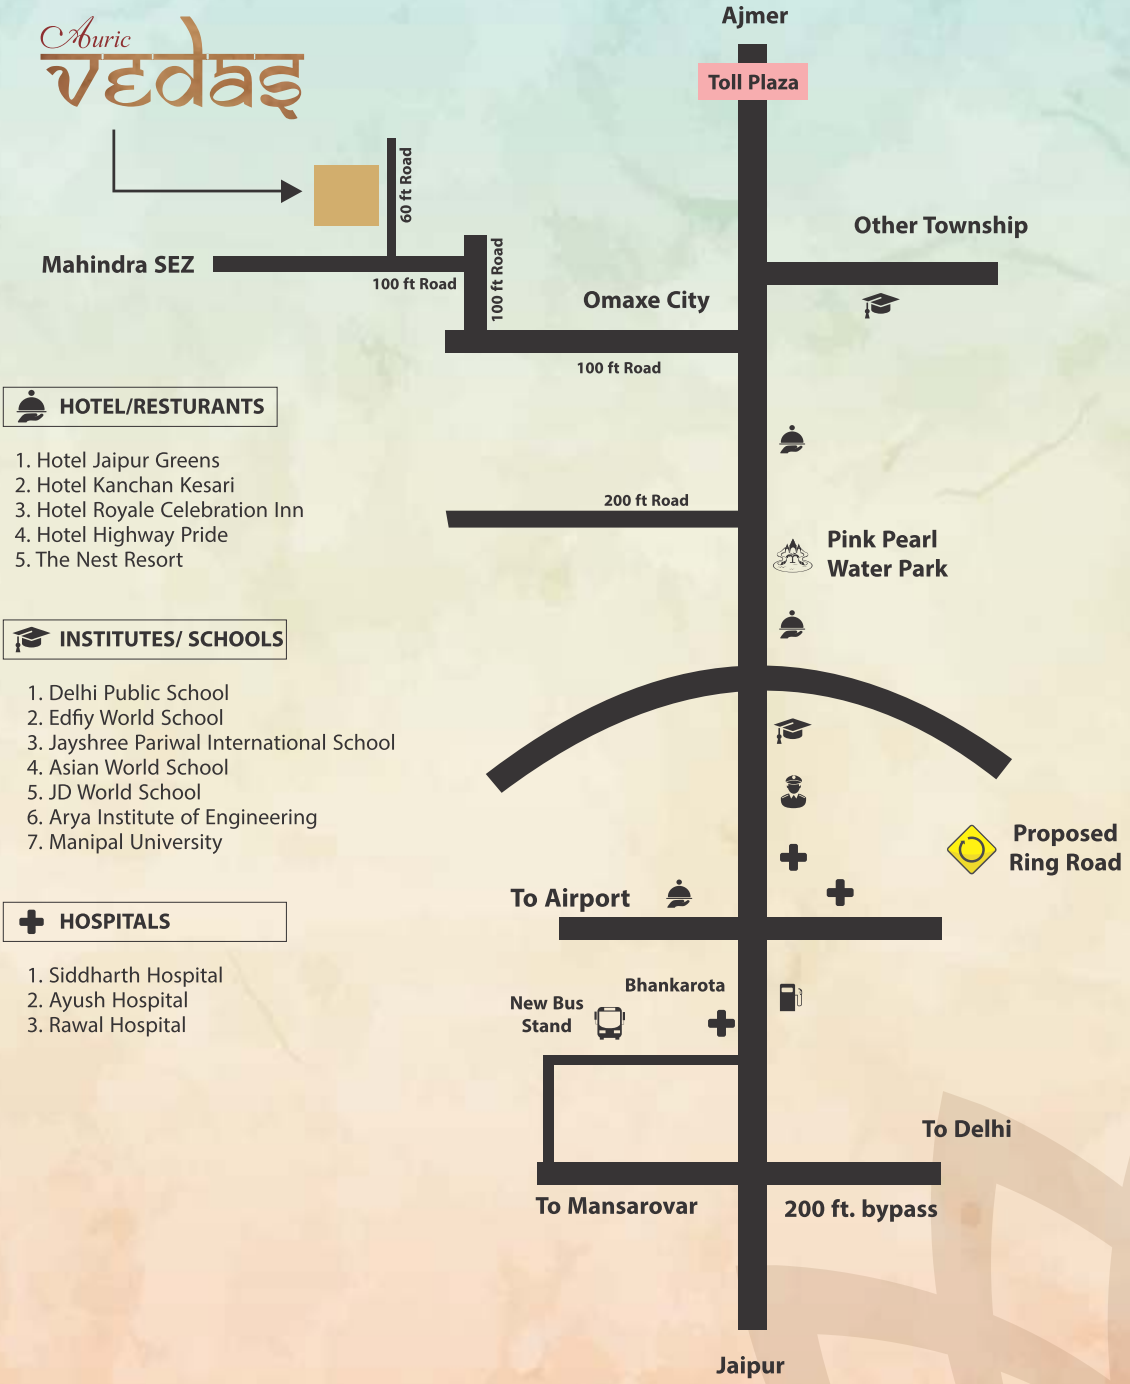 Ajmer
Auric
vedas
Toll Plaza
60 ft Road
Other Township
Mahindra SEZ
100 ft Road
100 ft Road
Omaxe City
100 ft Road
HOTEL/RESTURANTS
1. Hotel Jaipur Greens
2. Hotel Kanchan Kesari
3. Hotel Royale Celebration Inn
4. Hotel Highway Pride
5. The Nest Resort
200 ft Road
Pink Pearl
Water Park
INSTITUTES/ SCHOOLS
1. Delhi Public School
2. Edfiy World School
3. Jayshree Pariwal International School
4. Asian World School
5. JD World School
6. Arya Institute of Engineering
7. Manipal University
Proposed
Ring Road
To Airport
HOSPITALS
1. Siddharth Hospital
2. Ayush Hospital
3. Rawal Hospital
Bhankarota
New Bus
Stand
To Delhi
To Mansarovar
200 ft. bypass
Jaipur